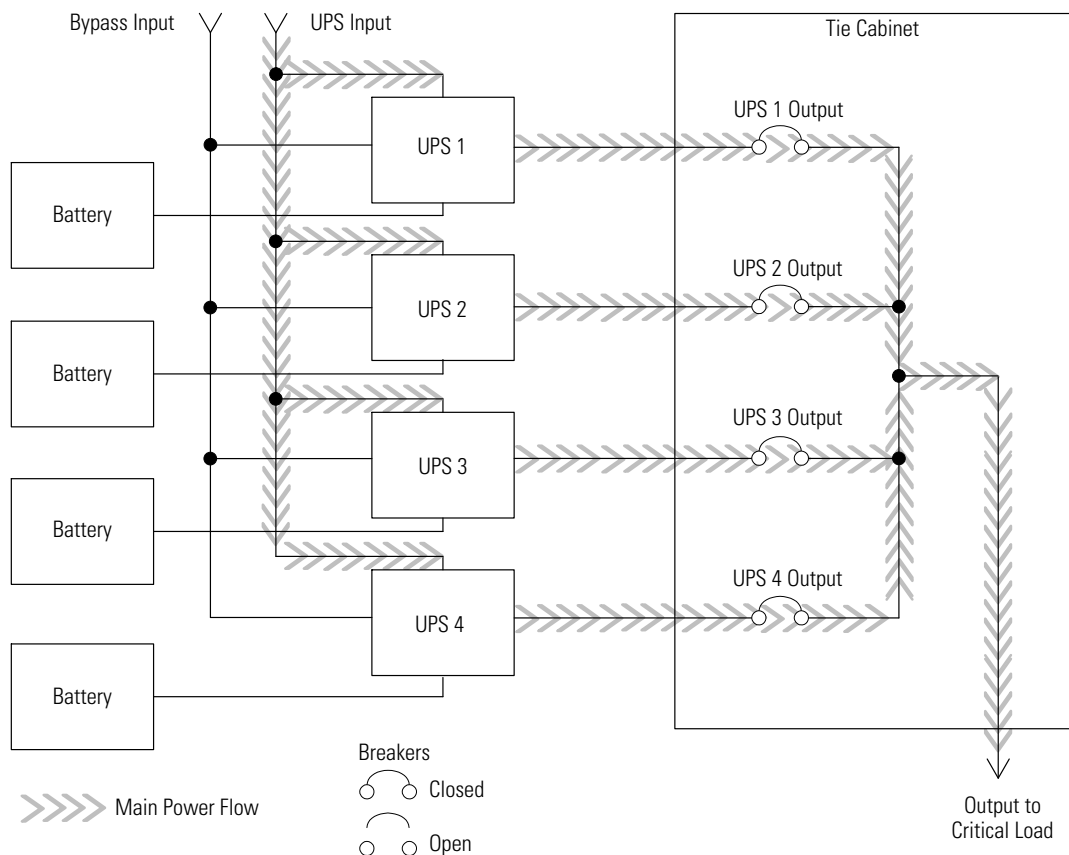 Bypass Input
UPS Input
Tie Cabinet
UPS 1
UPS 1 Output
Battery
UPS 2
UPS 2 Output
Battery
UPS 3
UPS 3 Output
Battery
UPS 4
UPS 4 Output
Battery
Breakers
Closed
Open
Main Power Flow
Output to
Critical Load